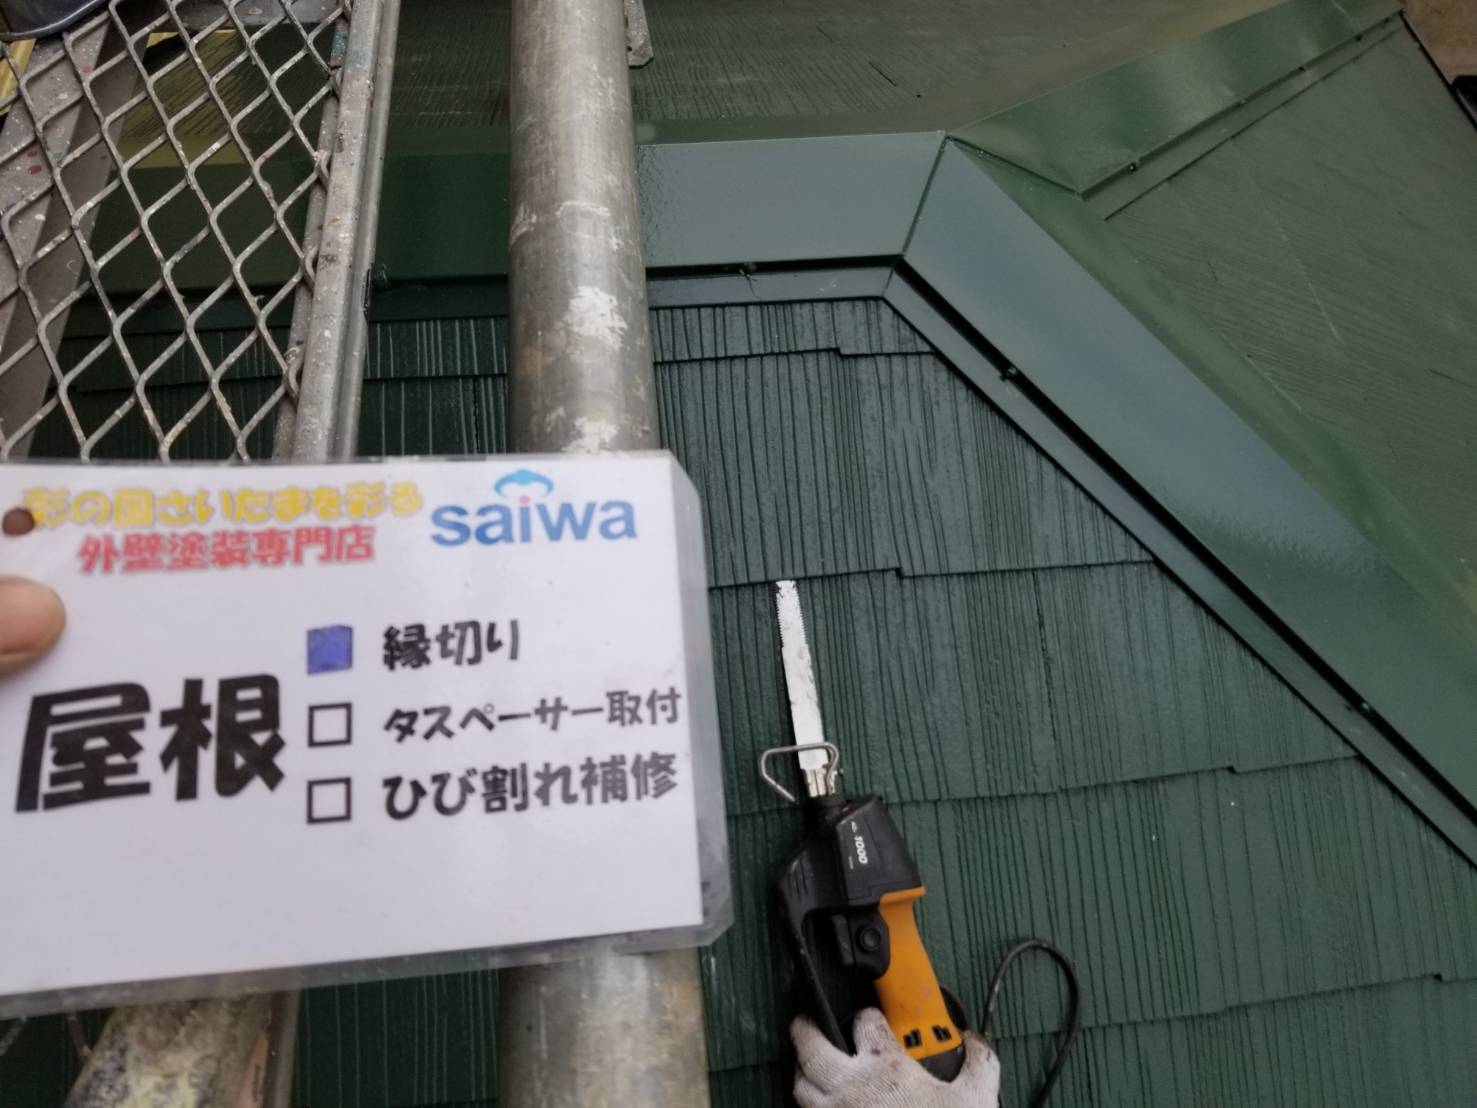 彩の国さいたまを彩る
外壁塗装専門店
saiwa
屋根
縁切り
タスペーサー取付
ひび割れ補修
1000